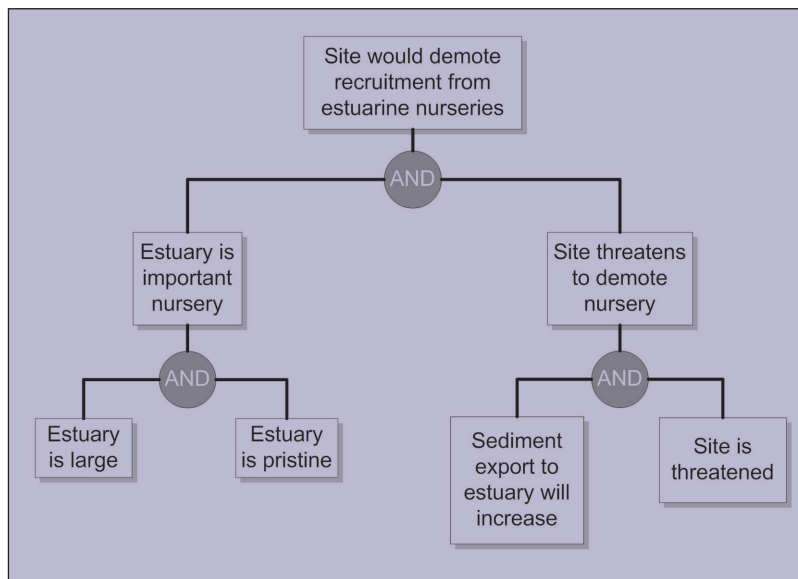 Site would demote
recruitment from
estuarine nurseries
AND
Estuary is
important
nursery
Site threatens
to demote
nursery
AND
AND
Estuary
is large
Estuary
is pristine
Sediment
export to
estuary will
increase
Site is
threatened